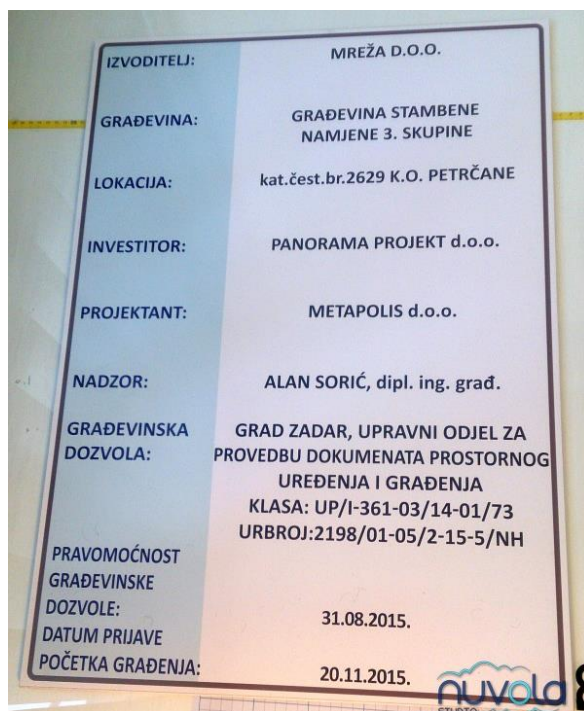 IZVODITELJ: MREŽA D.O.O.
GRAĐEVINA: GRAĐEVINA STAMBENE
NAMJENE 3. SKUPINE
LOKACIJA: kat.čest.br.2629 K.O. PETRČANE
INVESTITOR: PANORAMA PROJEKT d.o.o.
PROJEKTANT: METAPOLIS d.o.o.
NADZOR: ALAN SORIĆ, dipl. ing. građ.
GRAĐEVINSKA
DOZVOLA:
GRAD ZADAR, UPRAVNI ODJEL ZA
PROVEDBU DOKUMENATA PROSTORNOG
UREĐENJA I GRAĐENJA
KLASA: UP/I-361-03/14-01/73
URBROJ:2198/01-05/2-15-5/NH
PRAVOMOĆNOST
GRAĐEVINSKE
DOZVOLE: 31.08.2015.
DATUM PRIJAVE
POČETKA GRAĐENJA: 20.11.2015.
nuvola
STUDIO